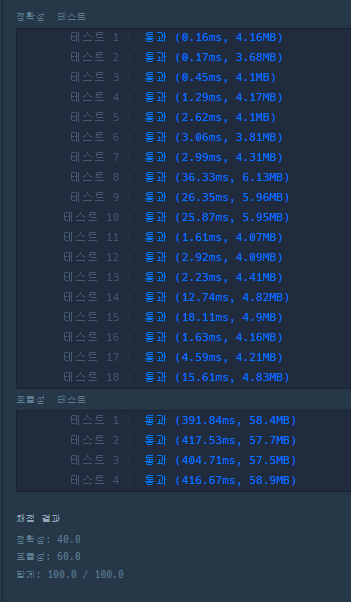 정확성 테스트
테스트 1 〉 통과 (0.16ms, 4.16MB)
테스트 2 〉 통과 (0.17ms, 3.68MB)
테스트 3 〉 통과 (0.45ms, 4.1MB)
테스트 4 〉 통과 (1.29ms, 4.17MB)
테스트 5 〉 통과 (2.62ms, 4.1MB)
테스트 6 〉 통과 (3.06ms, 3.81MB)
테스트 7 〉 통과 (2.99ms, 4.31MB)
테스트 8 〉 통과 (36.33ms, 6.13MB)
테스트 9 〉 통과 (26.35ms, 5.96MB)
테스트 10 〉 통과 (25.87ms, 5.95MB)
테스트 11 〉 통과 (1.61ms, 4.07MB)
테스트 12 〉 통과 (2.92ms, 4.09MB)
테스트 13 〉 통과 (2.23ms, 4.41MB)
테스트 14 〉 통과 (12.74ms, 4.82MB)
테스트 15 〉 통과 (18.11ms, 4.9MB)
테스트 16 〉 통과 (1.63ms, 4.16MB)
테스트 17 〉 통과 (4.59ms, 4.21MB)
테스트 18 〉 통과 (15.61ms, 4.83MB)
효율성 테스트
테스트 1 〉 통과 (391.84ms, 58.4MB)
테스트 2 〉 통과 (417.53ms, 57.7MB)
테스트 3 〉 통과 (404.71ms, 57.5MB)
테스트 4 〉 통과 (416.67ms, 58.9MB)
채점 결과
정확성: 40.0
효율성: 60.0
합계: 100.0 / 100.0